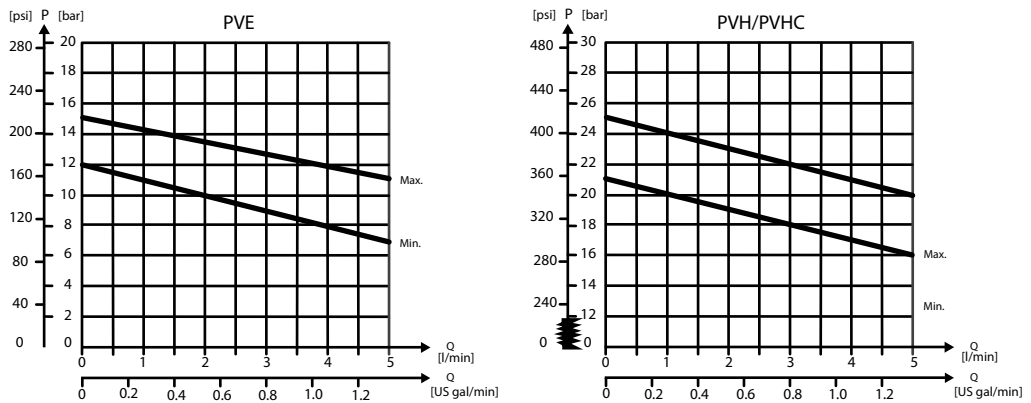 PVE
[psi] P [bar]
280 20
18
240 16
200 14
12
160 10
120 8
80 6
4
40 2
0 0
Max.
Min.
0 1 2 3 4 5
Q
[l/min]
0 0.2 0.4 0.6 0.8 1.0 1.2
Q
[US gal/min]
PVH/PVHC
[psi] P [bar]
480 30
28
440 26
400 24
22
360 20
320 18
280 16
14
240 12
0 0
Max.
Min.
0 1 2 3 4 5
Q
[l/min]
0 0.2 0.4 0.6 0.8 1.0 1.2
Q
[US gal/min]